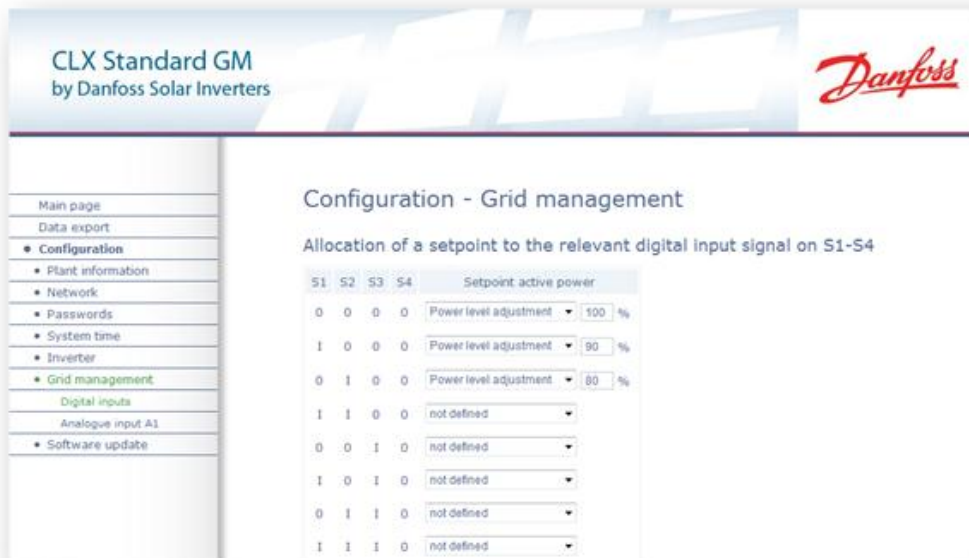 CLX Standard GM
by Danfoss Solar Inverters
Danfoss
Main page
Data export
Configuration
Plant information
Network
Passwords
System time
Inverter
Grid management
Digital inputs
Analogue input A1
Software update
Configuration - Grid management
Allocation of a setpoint to the relevant digital input signal on S1-S4
S1 S2 S3 S4 Setpoint active power
0 0 0 0 Power level adjustment 100 %
I 0 0 0 Power level adjustment 90 %
0 I 0 0 Power level adjustment 80 %
I I 0 0 not defined
0 0 I 0 not defined
I 0 I 0 not defined
0 I I 0 not defined
I I I 0 not defined